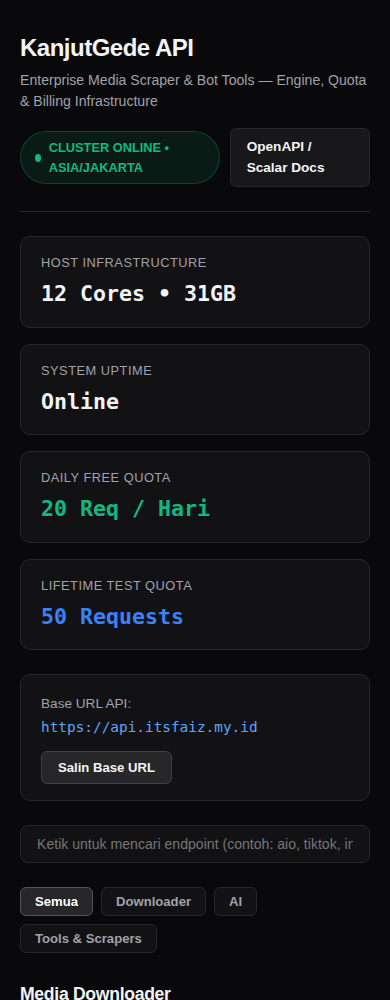 KanjutGede API
Enterprise Media Scraper & Bot Tools — Engine, Quota
& Billing Infrastructure
CLUSTER ONLINE •
ASIA/JAKARTA
OpenAPI /
Scalar Docs
HOST INFRASTRUCTURE
12 Cores • 31GB
SYSTEM UPTIME
Online
DAILY FREE QUOTA
20 Req / Hari
LIFETIME TEST QUOTA
50 Requests
Base URL API:
https://api.itsfaiz.my.id
Salin Base URL
Ketik untuk mencari endpoint (contoh: aio, tiktok, ir
Semua
Downloader
AI
Tools & Scrapers
Media Downloader